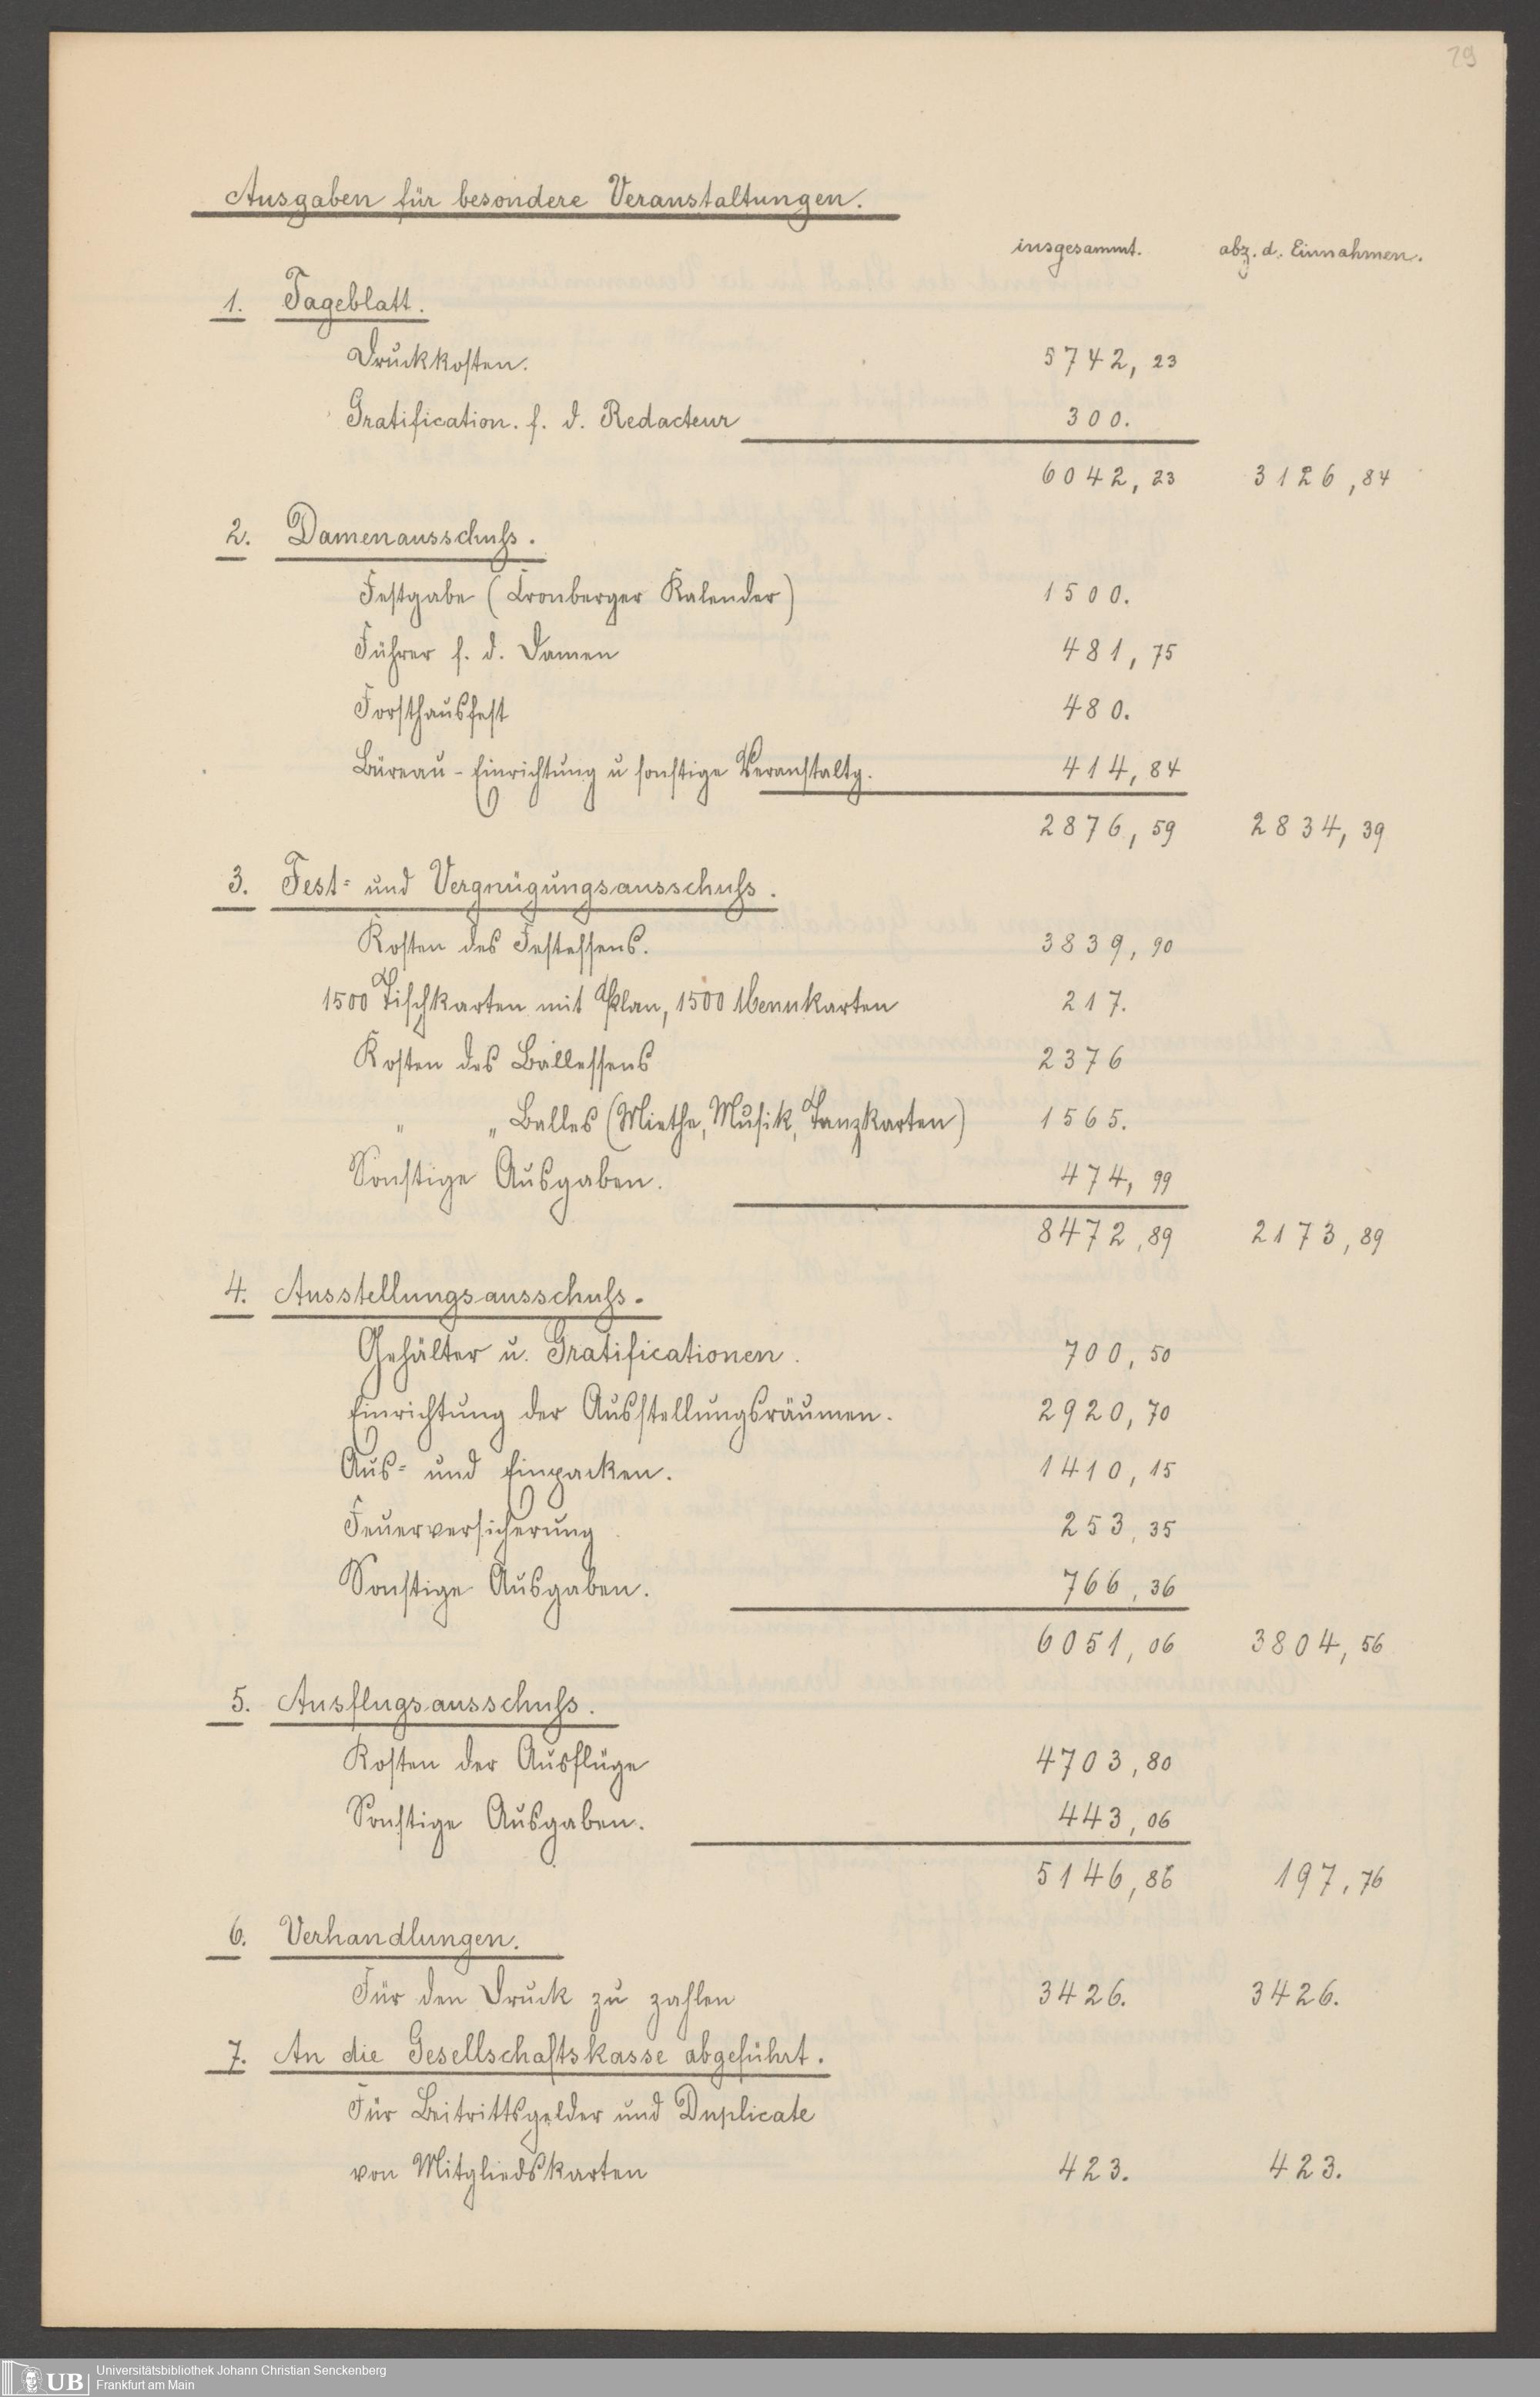 29
Ausgaben für besondere Veranstaltungen.
insgesammt. abz. d. Einnahmen.
1. Tageblatt.
Druckkosten. 5742, 23
Gratification. f. d. Redacteur 300.
6042, 23 3126, 84
2. Damenausschuss.
Festgabe (Cronberger Kalender) 1500.
Führer f. d. Damen 481, 75
Forsthausfest 480.
Büreau-Einrichtung u sonstige Veranstaltg. 414, 84
2876, 59 2834, 39
3. Fest- und Vergnügungsausschuss.
Kosten des Festessens. 3839, 90
1500 Tischkarten mit Plan, 1500 Menukarten 217.
Kosten des Ballessens 2376
" " Balles (Miethe, Musik, Tanzkarten) 1565.
Sonstige Ausgaben. 474, 99
8472, 89 2173, 89
4. Ausstellungsausschuss.
Gehälter u. Gratificationen. 700, 50
Einrichtung der Ausstellungsräumen. 2920, 70
Aus- und Einpacken. 1410, 15
Feuerversicherung 253, 35
Sonstige Ausgaben. 766, 36
6051, 06 3804, 56
5. Ausflugsausschuss.
Kosten der Ausflüge 4703, 80
Sonstige Ausgaben. 443, 06
5146, 86 197, 76
6. Verhandlungen.
Für den Druck zu zahlen 3426. 3426.
7. An die Gesellschaftskasse abgeführt.
Für Beitrittsgelder und Duplicate
von Mitgliedskarten 423. 423.
UB Universitätsbibliothek Johann Christian Senckenberg
Frankfurt am Main